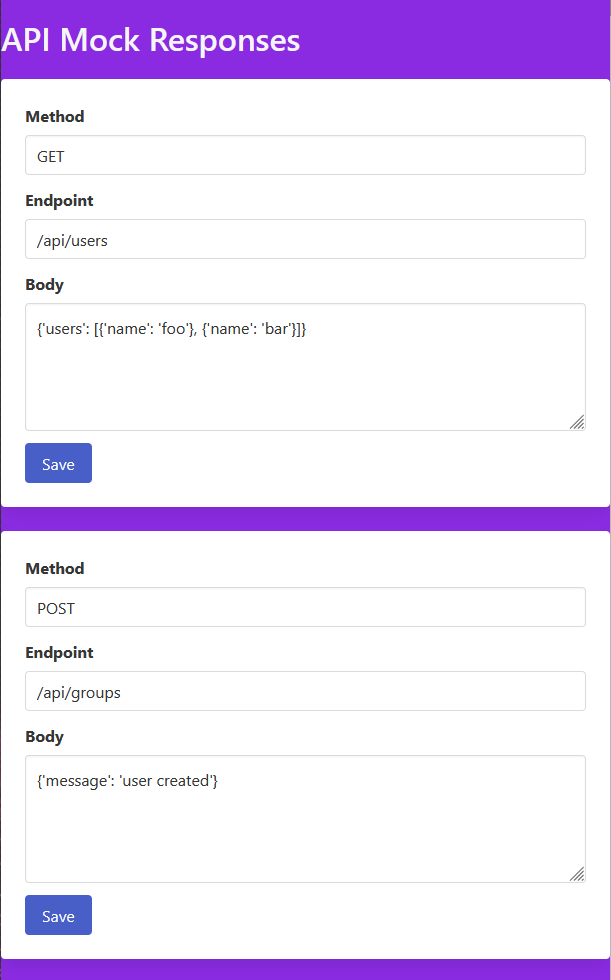 API Mock Responses
Method
GET
Endpoint
/api/users
Body
{'users': [{'name': 'foo'}, {'name': 'bar'}]}
Save
Method
POST
Endpoint
/api/groups
Body
{'message': 'user created'}
Save